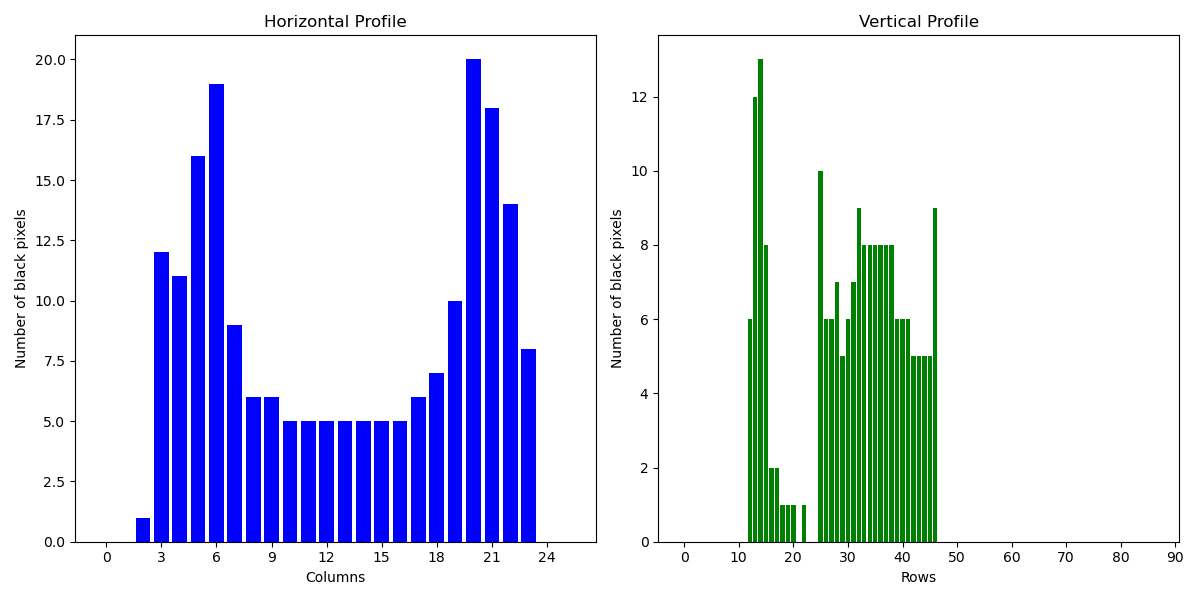 Horizontal Profile
Number of black pixels
20.0
17.5
15.0
12.5
10.0
7.5
5.0
2.5
0.0
0 3 6 9 12 15 18 21 24
Columns
Vertical Profile
Number of black pixels
12
10
8
6
4
2
0
0 10 20 30 40 50 60 70 80 90
Rows